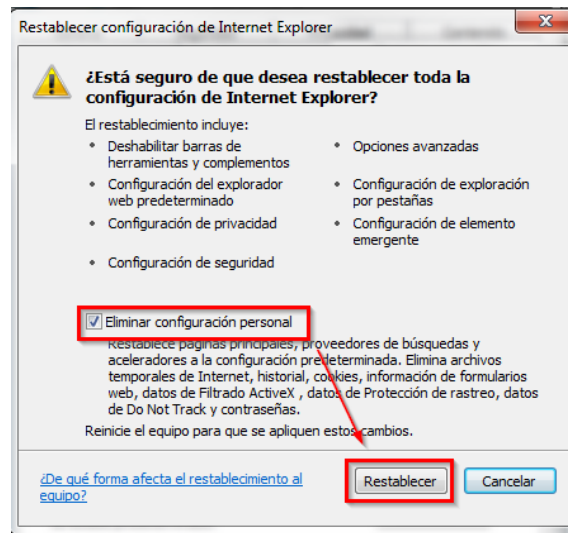 Restablecer configuración de Internet Explorer
¿Está seguro de que desea restablecer toda la
configuración de Internet Explorer?
El restablecimiento incluye:
• Deshabilitar barras de
herramientas y complementos
• Opciones avanzadas
• Configuración del explorador
web predeterminado
• Configuración de exploración
por pestañas
• Configuración de privacidad
• Configuración de elemento
emergente
• Configuración de seguridad
Eliminar configuración personal
Restablece páginas principales, proveedores de búsquedas y
aceleradores a la configuración predeterminada. Elimina archivos
temporales de Internet, historial, cookies, información de formularios
web, datos de Filtrado ActiveX , datos de Protección de rastreo, datos
de Do Not Track y contraseñas.
Reinicie el equipo para que se apliquen estos cambios.
¿De qué forma afecta el restablecimiento al
equipo?
Restablecer
Cancelar